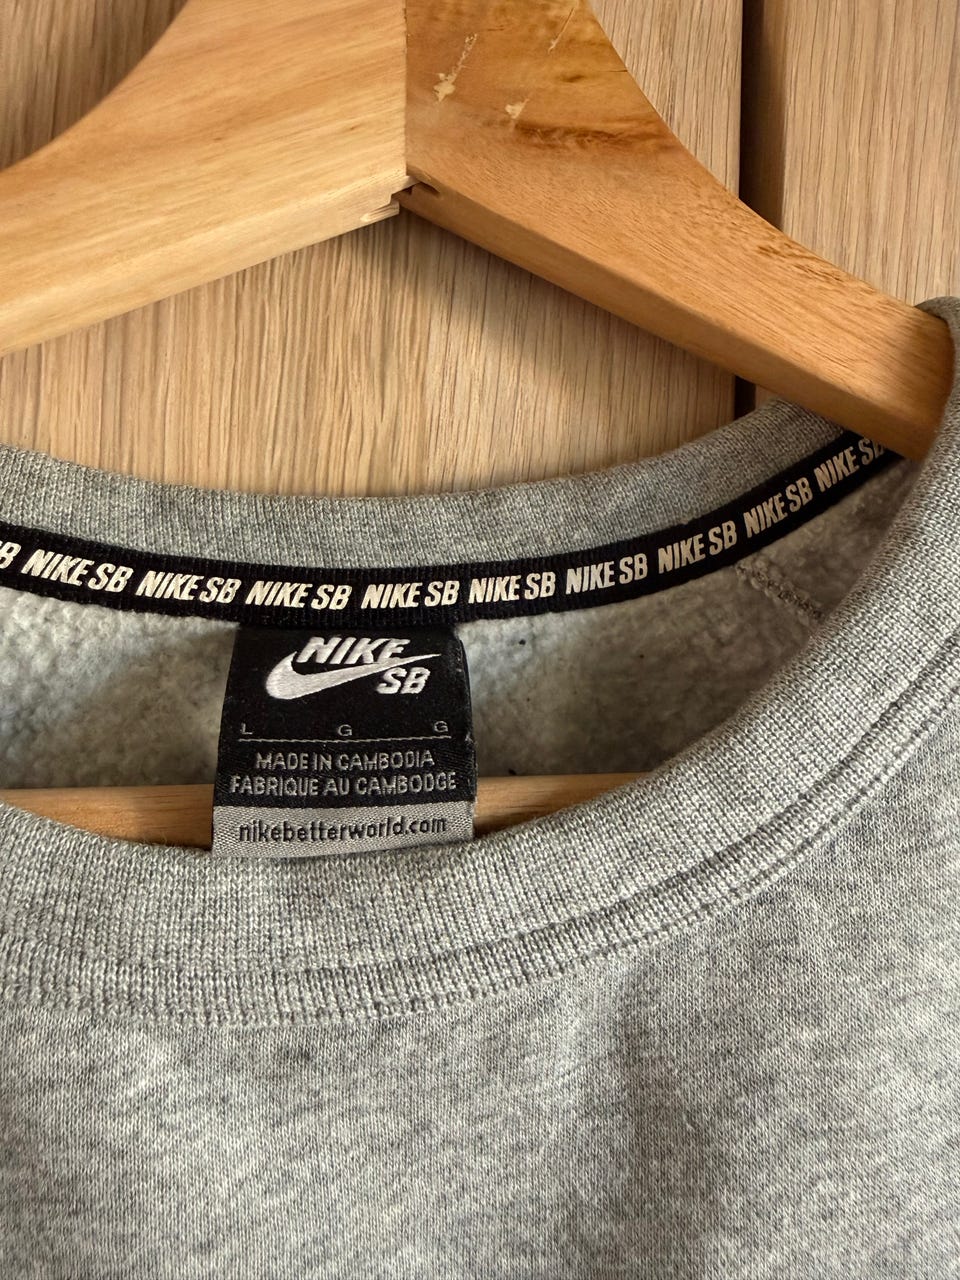 NIKE SB NIKE SB NIKE SB NIKE SB NIKE SB NIKE SB NIKE SB NIKE SB NIKE SB
NIKE
SB
L G G
MADE IN CAMBODIA
FABRIQUE AU CAMBODGE
nikebetterworld.com